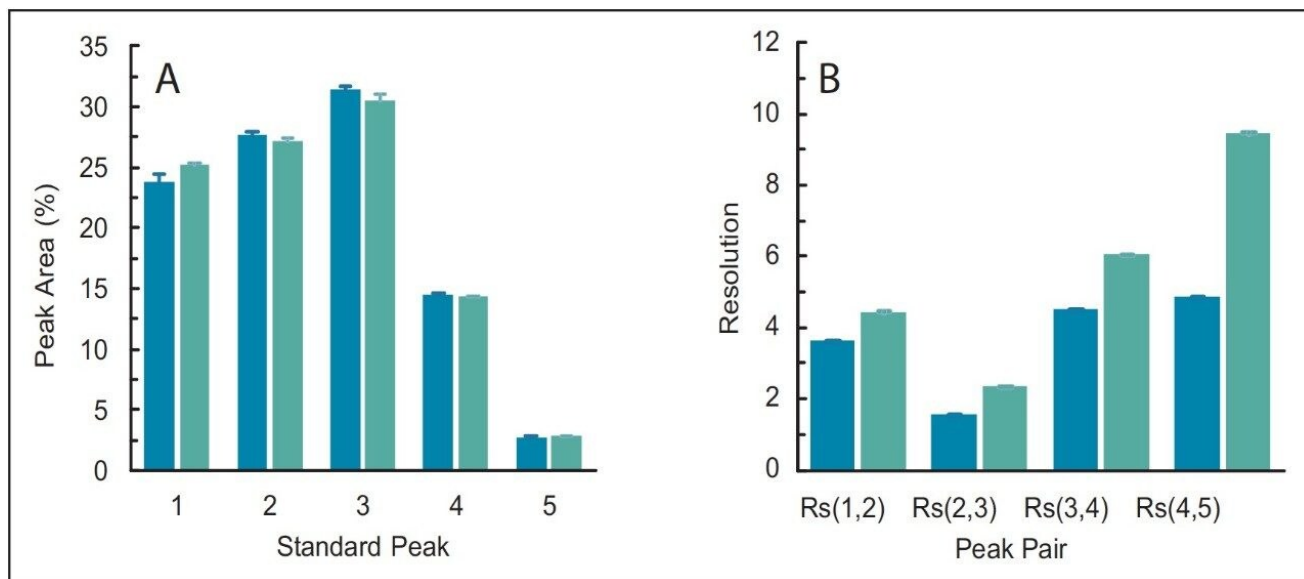 A
35
30
25
20
15
10
5
0
Peak Area (%)
1 2 3 4 5
Standard Peak
B
12
10
8
6
4
2
0
Resolution
Rs(1,2) Rs(2,3) Rs(3,4) Rs(4,5)
Peak Pair